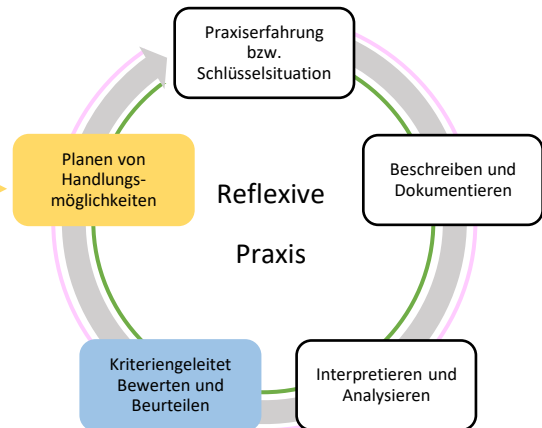 Praxiserfahrung
bzw.
Schlüsselsituation
Beschreiben und
Dokumentieren
Interpretieren und
Analysieren
Kriteriengeleitet
Bewerten und
Beurteilen
Planen von
Handlungs-
möglichkeiten
Reflexive
Praxis